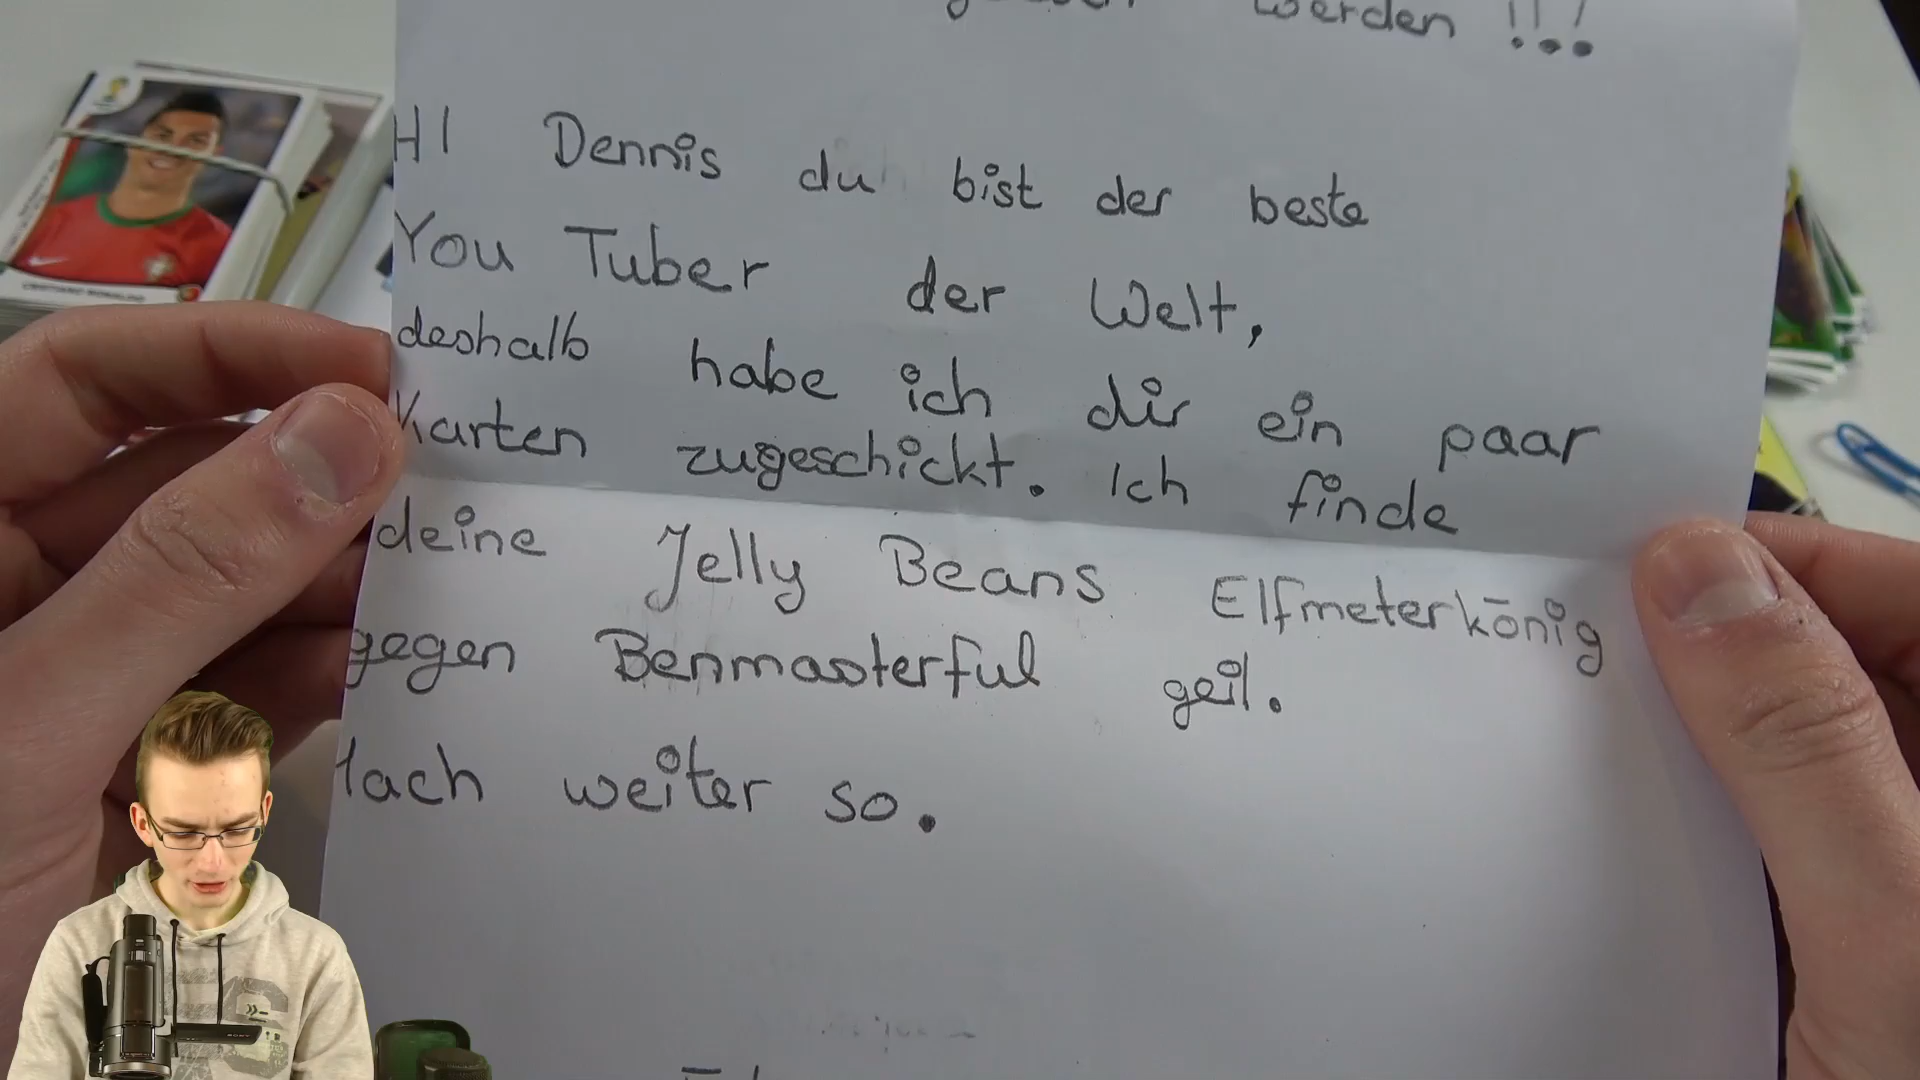 werden !!!
HI Dennis du bist der beste
You Tuber der Welt,
deshalb habe ich dir ein paar
Karten zugeschickt. Ich finde
deine Jelly Beans Elfmeterkönig
gegen Benmasterful geil.
Mach weiter so.